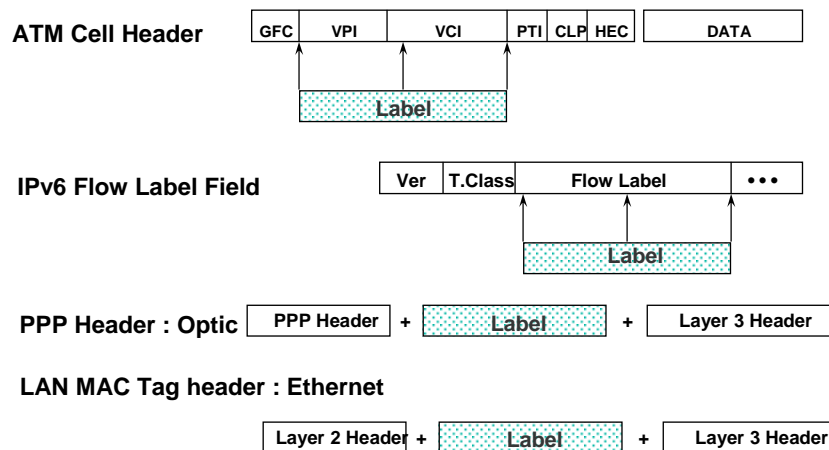 ATM Cell Header GFC VPI VCI PTI CLP HEC DATA
Label
IPv6 Flow Label Field Ver T.Class Flow Label •••
Label
PPP Header : Optic PPP Header + Label + Layer 3 Header
LAN MAC Tag header : Ethernet
Layer 2 Header + Label + Layer 3 Header